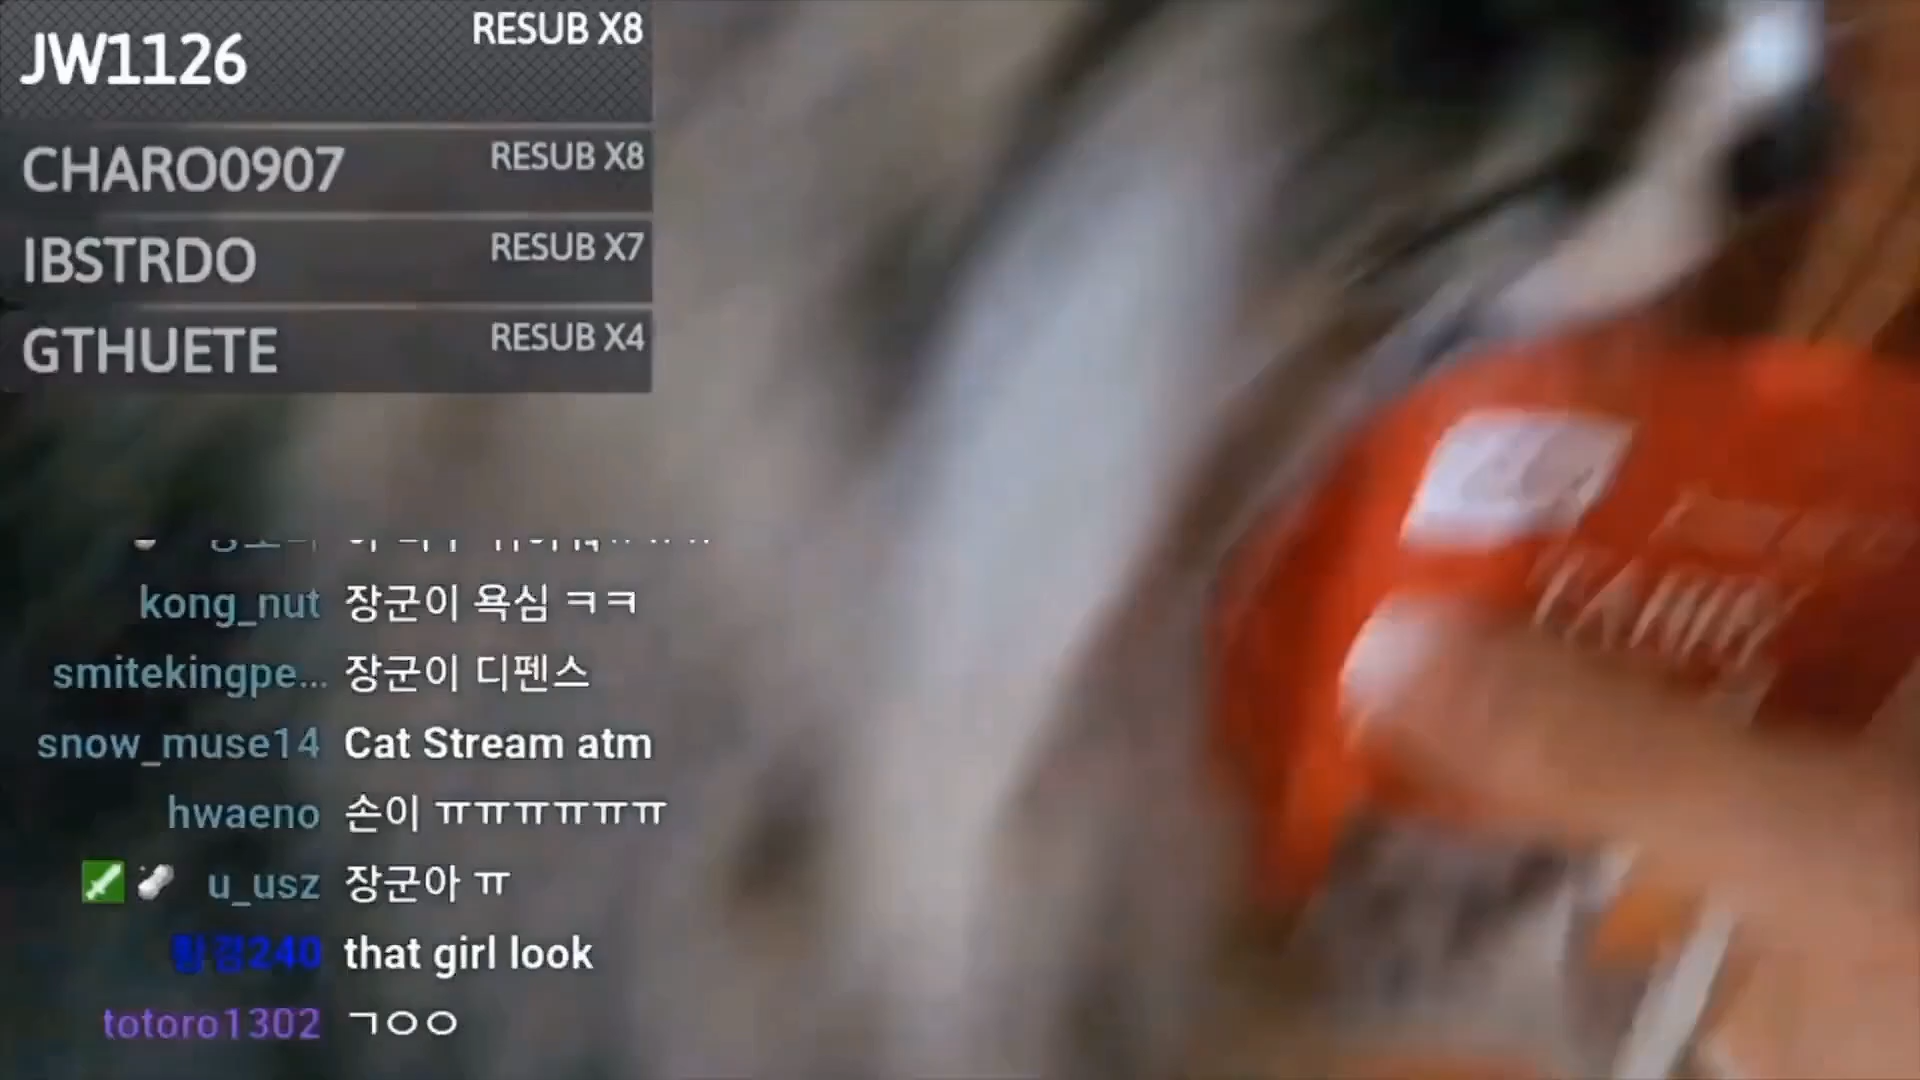 JW1126 RESUB X8
CHARO0907 RESUB X8
IBSTRDO RESUB X7
GTHUETE RESUB X4
kong_nut 장군이 욕심 ㅋㅋ
smitekingpe... 장군이 디펜스
snow_muse14 Cat Stream atm
hwaeno 손이 ㅠㅠㅠㅠㅠㅠ
u_usz 장군아 ㅠ
240 that girl look
totoro1302 ㄱㅇㅇ